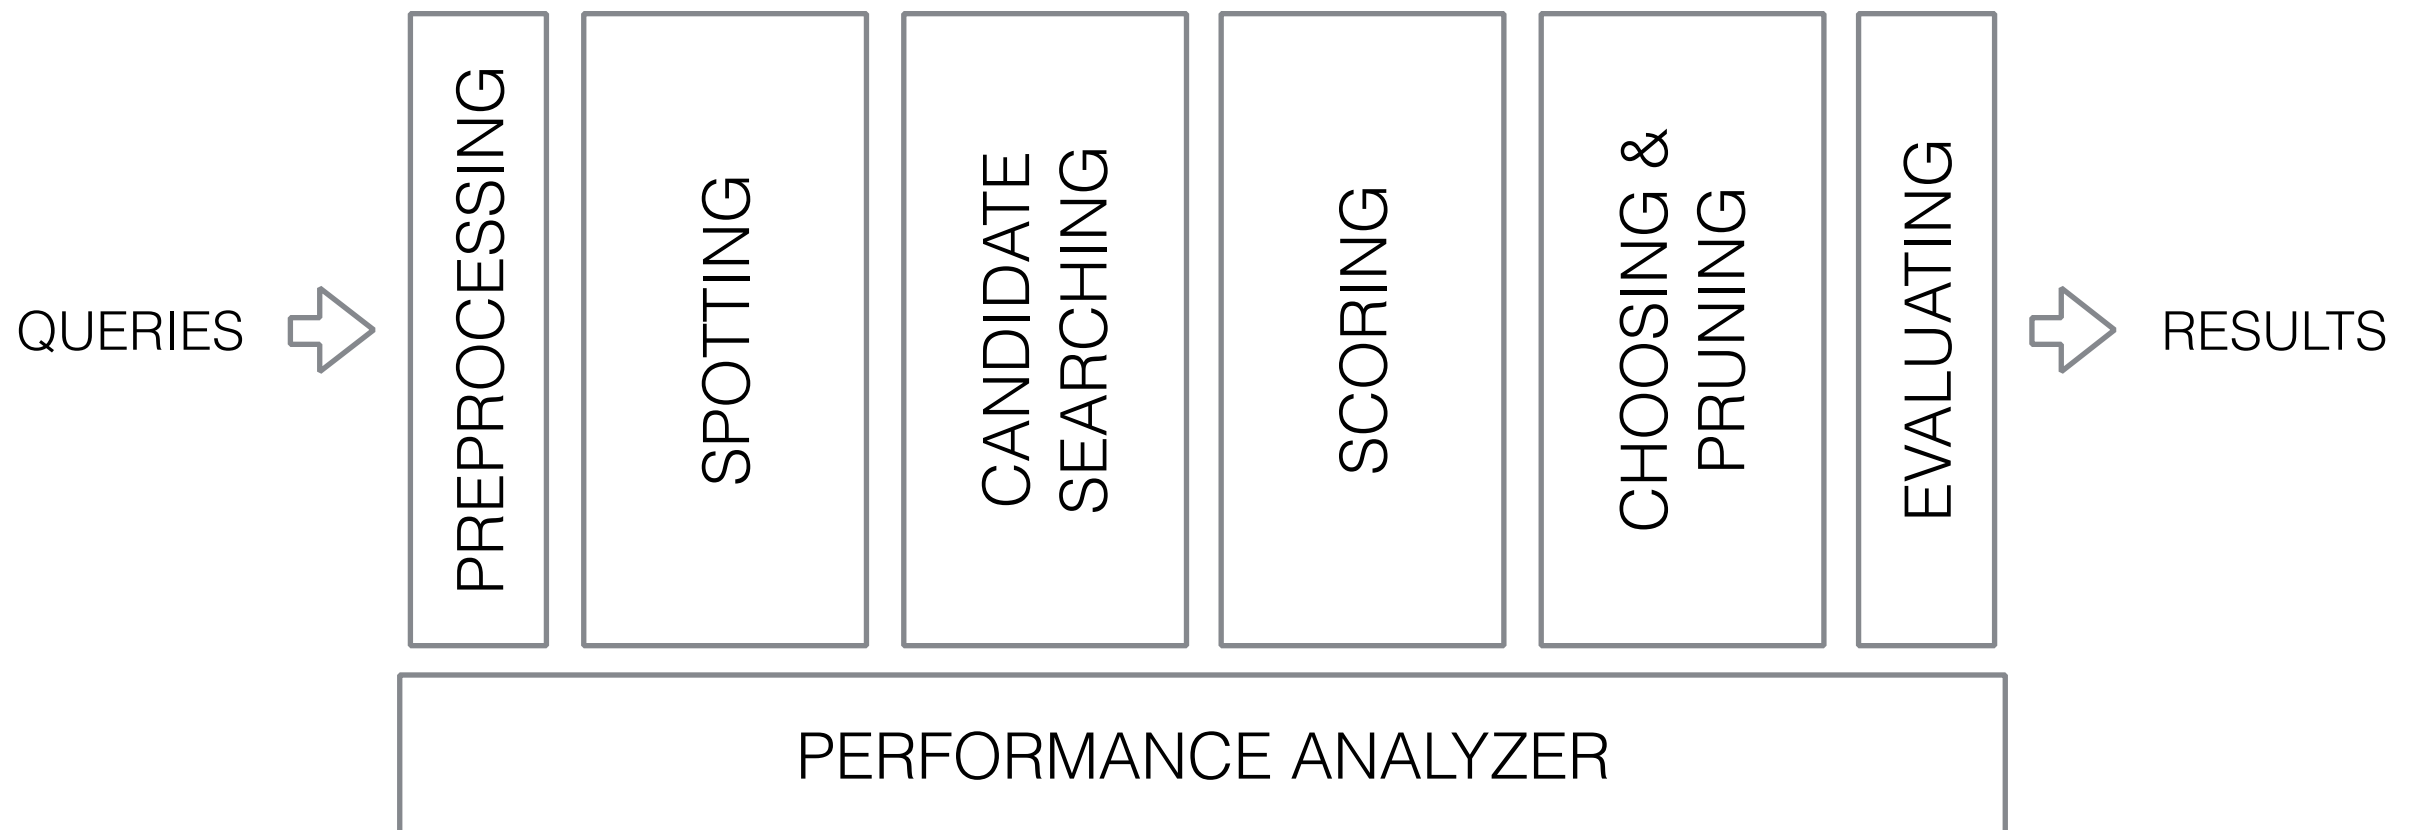 QUERIES
PREPROCESSING
SPOTTING
CANDIDATE
SEARCHING
SCORING
CHOOSING &
PRUNING
EVALUATING
RESULTS
PERFORMANCE ANALYZER